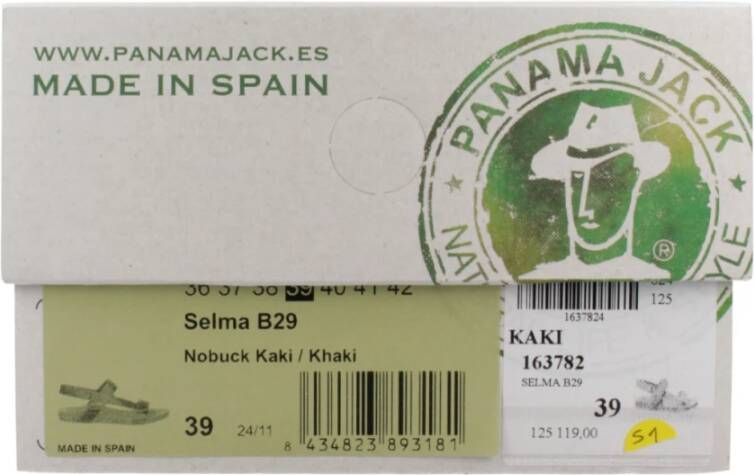 WWW.PANAMAJACK.ES
MADE IN SPAIN
PANAMA JACK
®
36 37 38 39 40 41 42
Selma B29
Nobuck Kaki / Khaki
39 24/11
8 434823 893181
MADE IN SPAIN
125
1637824
KAKI
163782
SELMA B29
39
125 119,00
51